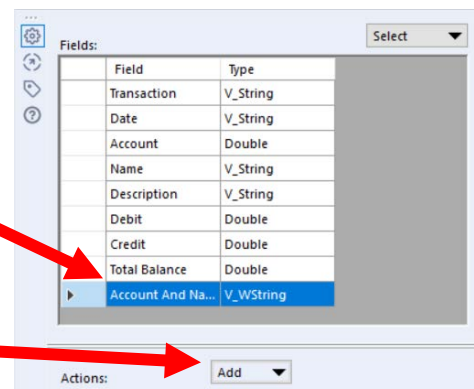 Fields:
Select
Field Type
Transaction V_String
Date V_String
Account Double
Name V_String
Description V_String
Debit Double
Credit Double
Total Balance Double
Account And Na... V_WString
Actions:
Add